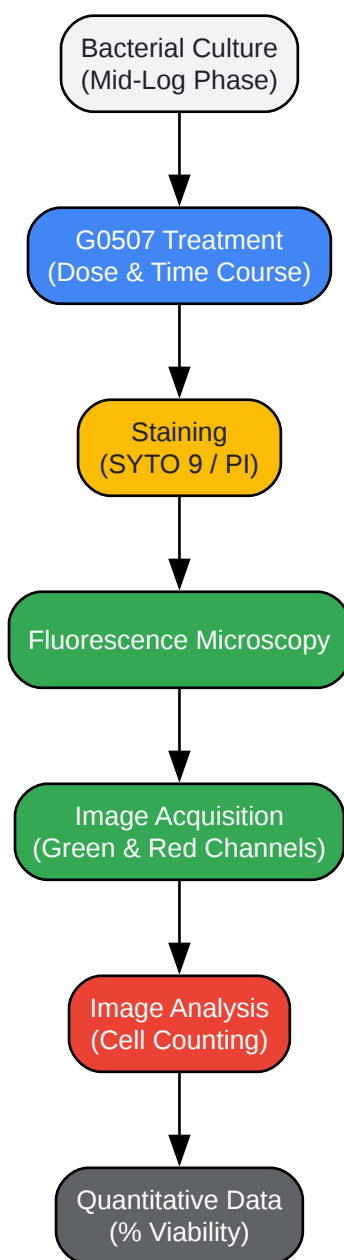 Bacterial Culture
(Mid-Log Phase)
G0507 Treatment
(Dose & Time Course)
Staining
(SYTO 9 / PI)
Fluorescence Microscopy
Image Acquisition
(Green & Red Channels)
Image Analysis
(Cell Counting)
Quantitative Data
(% Viability)